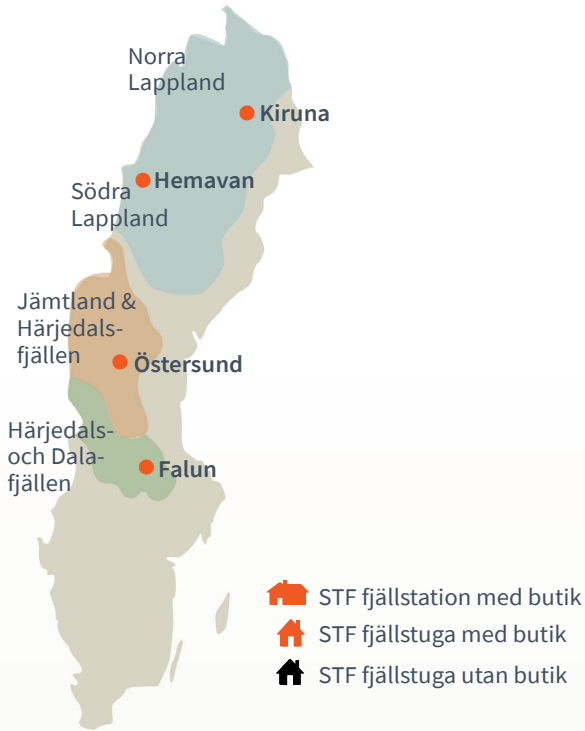 Norra
Lappland
Kiruna
Hemavan
Södra
Lappland
Jämtland &
Härjedals-
fjällen
Östersund
Härjedals-
och Dala-
fjällen
Falun
STF fjällstation med butik
STF fjällstuga med butik
STF fjällstuga utan butik